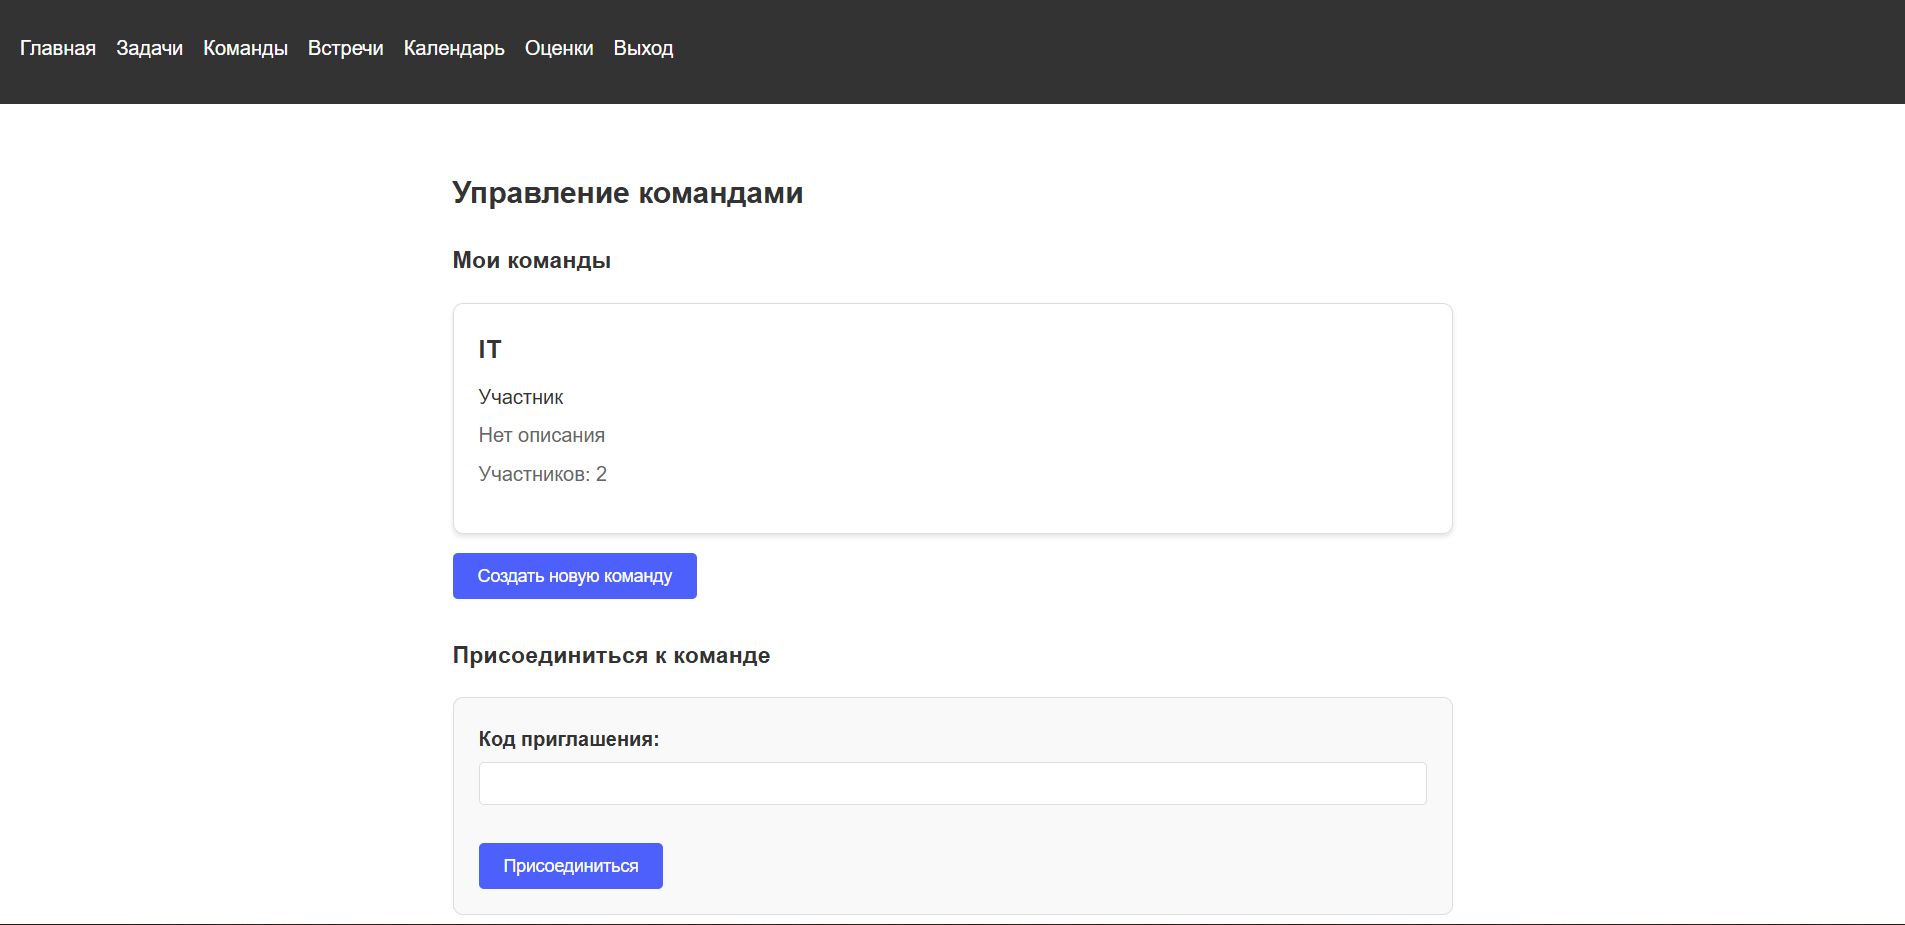 Главная Задачи Команды Встречи Календарь Оценки Выход
Управление командами
Мои команды
IT
Участник
Нет описания
Участников: 2
Создать новую команду
Присоединиться к команде
Код приглашения:
Присоединиться